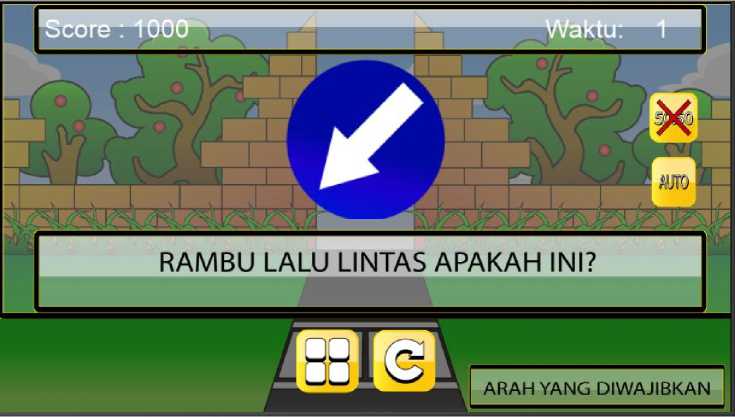 Score : 1000
Waktu: 1
50:50
AUTO
RAMBU LALU LINTAS APAKAH INI?
ARAH YANG DIWAJIBKAN